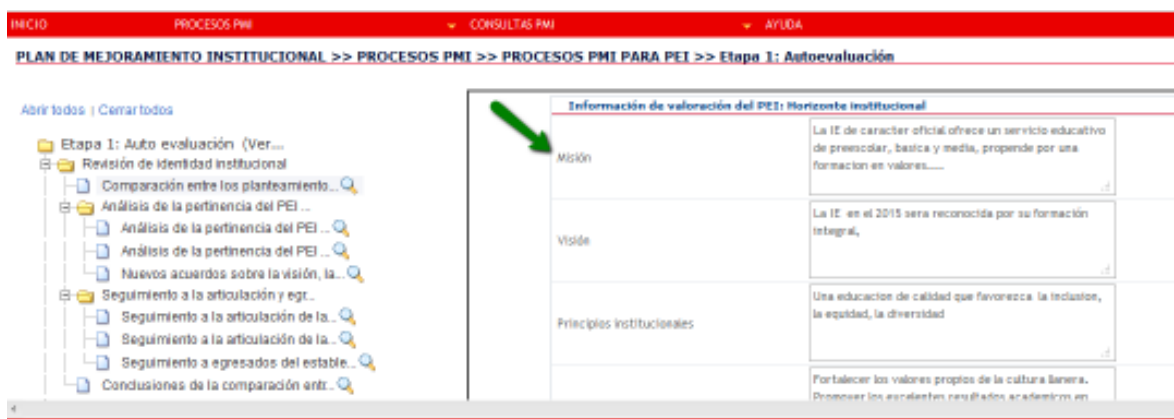 INICIO PROCESOS PMI CONSULTAS PMI AYUDA
PLAN DE MEJORAMIENTO INSTITUCIONAL >> PROCESOS PMI >> PROCESOS PMI PARA PEI >> Etapa 1: Autoevaluación
Abrir todos | Cerrar todos
Etapa 1: Auto evaluación (Ver...
Revisión de identidad institucional
Comparación entre los planteamiento...
Análisis de la pertinencia del PEI ...
Análisis de la pertinencia del PEI ...
Análisis de la pertinencia del PEI ...
Nuevos acuerdos sobre la visión, la...
Seguimiento a la articulación y egr...
Seguimiento a la articulación de la...
Seguimiento a la articulación de la...
Seguimiento a egresados del estable...
Conclusiones de la comparación entr...
Información de valoración del PEI: Horizonte institucional
Misión
La IE de caracter oficial ofrece un servicio educativo
de preescolar, basica y media, propende por una
formacion en valores.....
Visión
La IE en el 2015 sera reconocida por su formación
integral,
Principios institucionales
Una educacion de calidad que favorezca la inclusion,
la equidad, la diversidad
Fortalecer los valores propios de la cultura llanera.
Promover los excelentes resultados academicos en